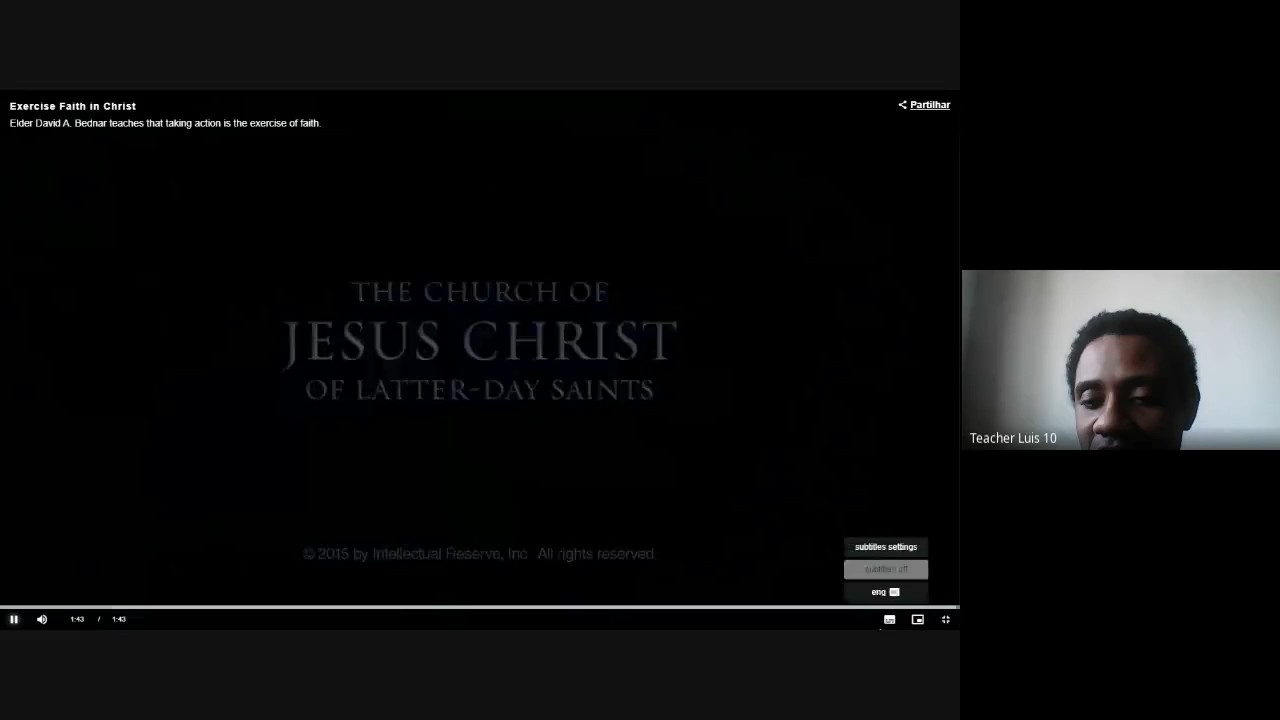 Exercise Faith in Christ
Partilhar
Elder David A. Bednar teaches that taking action is the exercise of faith.
THE CHURCH OF
JESUS CHRIST
OF LATTER-DAY SAINTS
© 2015 by Intellectual Reserve, Inc. All rights reserved.
subtitles settings
subtitles off
eng
1:43 / 1:43
Teacher Luis 10